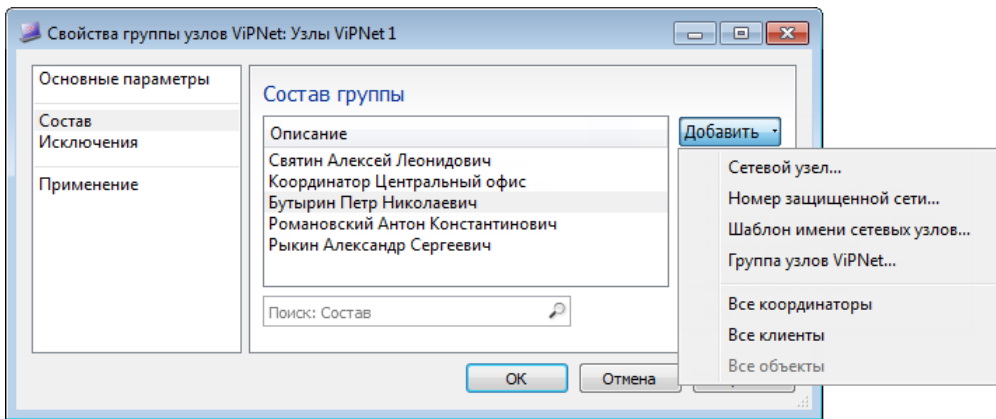 Свойства группы узлов ViPNet: Узлы ViPNet 1
Основные параметры
Состав
Исключения
Применение
Состав группы
Описание
Святин Алексей Леонидович
Координатор Центральный офис
Бутырин Петр Николаевич
Романовский Антон Константинович
Рыкин Александр Сергеевич
Поиск: Состав
Добавить
Сетевой узел...
Номер защищенной сети...
Шаблон имени сетевых узлов...
Группа узлов ViPNet...
Все координаторы
Все клиенты
Все объекты
ОК
Отмена